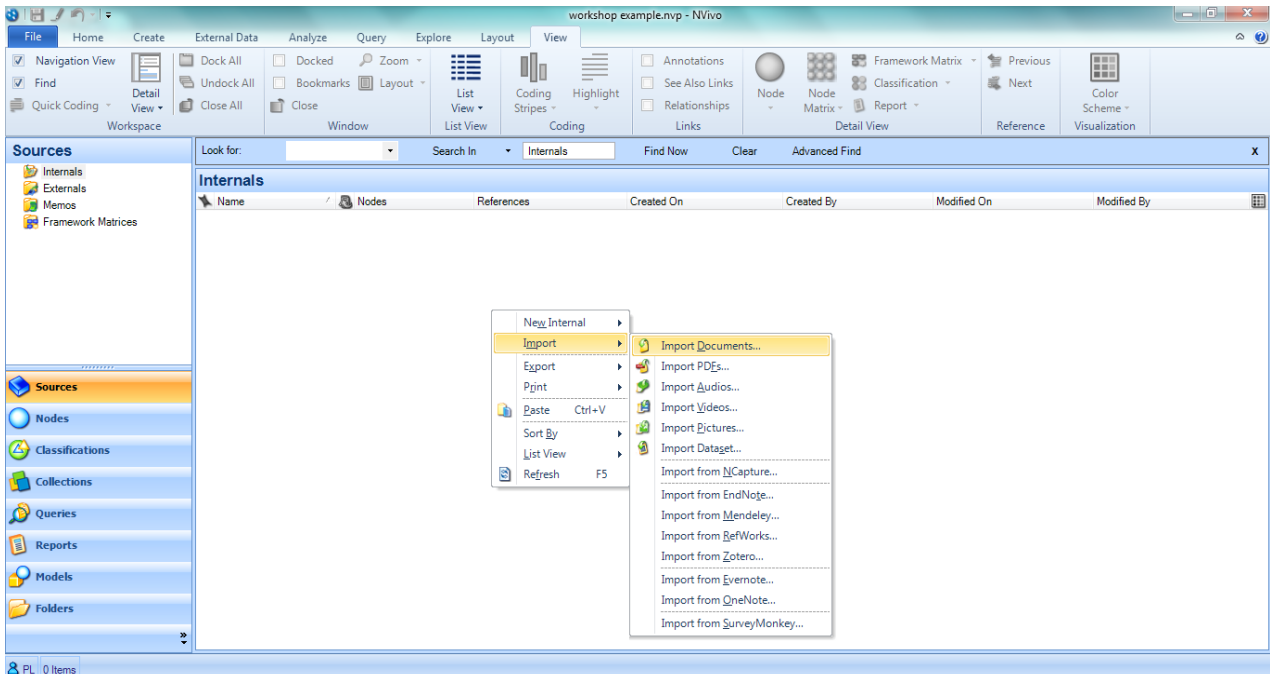 workshop example.nvp - NVivo
File Home Create External Data Analyze Query Explore Layout View
Navigation View
Find
Quick Coding
Detail View
Workspace
Dock All
Undock All
Close All
Docked
Bookmarks
Close
Zoom
Layout
Window
List View
List View
Coding Stripes
Highlight
Coding
Annotations
See Also Links
Relationships
Links
Node
Node Matrix
Framework Matrix
Classification
Report
Detail View
Previous
Next
Reference
Color Scheme
Visualization
Sources
Internals
Externals
Memos
Framework Matrices
Look for: Search In Internals Find Now Clear Advanced Find X
Internals
Name Nodes References Created On Created By Modified On Modified By
New Internal
Import
Export
Print
Paste Ctrl+V
Sort By
List View
Refresh F5
Import Documents...
Import PDFs...
Import Audios...
Import Videos...
Import Pictures...
Import Dataset...
Import from NCapture...
Import from EndNote...
Import from Mendeley...
Import from RefWorks...
Import from Zotero...
Import from Evernote...
Import from OneNote...
Import from SurveyMonkey...
Sources
Nodes
Classifications
Collections
Queries
Reports
Models
Folders
PL 0 Items